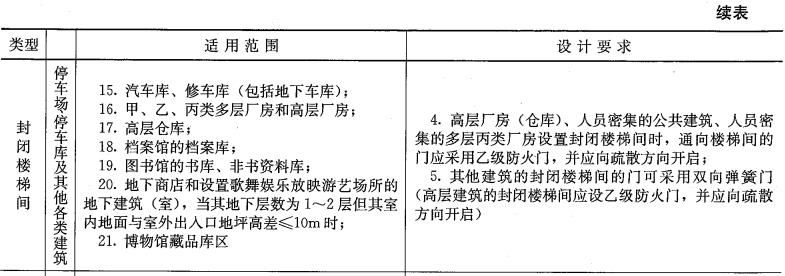 续表
类型
适用范围
设计要求
封闭楼梯间
停车场、停车库及其他各类建筑
15. 汽车库、修车库（包括地下车库）；
16. 甲、乙、丙类多层厂房和高层厂房；
17. 高层仓库；
18. 档案馆的档案库；
19. 图书馆的书库、非书资料库；
20. 地下商店和设置歌舞娱乐放映游艺场所的
地下建筑（室），当其地下层数为 1～2 层但其室
内地面与室外出入口地坪高差≤10m 时；
21. 博物馆藏品库区
4. 高层厂房（仓库）、人员密集的公共建筑、人员密
集的多层丙类厂房设置封闭楼梯间时，通向楼梯间的
门应采用乙级防火门，并应向疏散方向开启；
5. 其他建筑的封闭楼梯间的门可采用双向弹簧门
（高层建筑的封闭楼梯间应设乙级防火门，并应向疏散
方向开启）